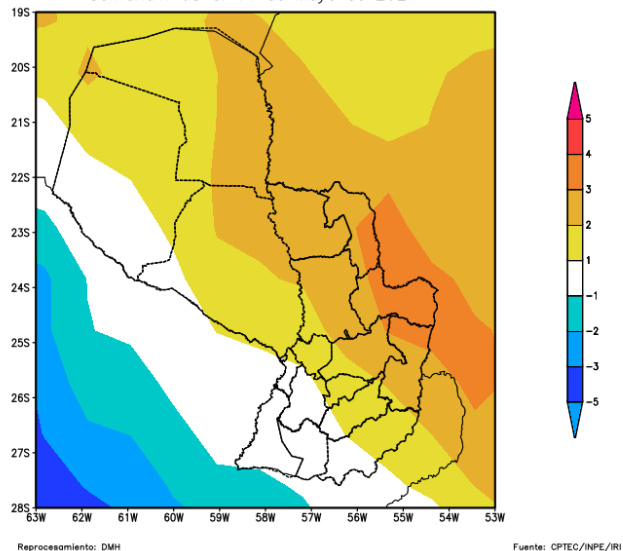 19S
20S
21S
22S
23S
24S
25S
26S
27S
28S
63W 62W 61W 60W 59W 58W 57W 56W 55W 54W 53W
5
4
3
2
1
-1
-2
-3
-5
Reprocesamiento: DMH
Fuente: CPTEC/INPE/IRI